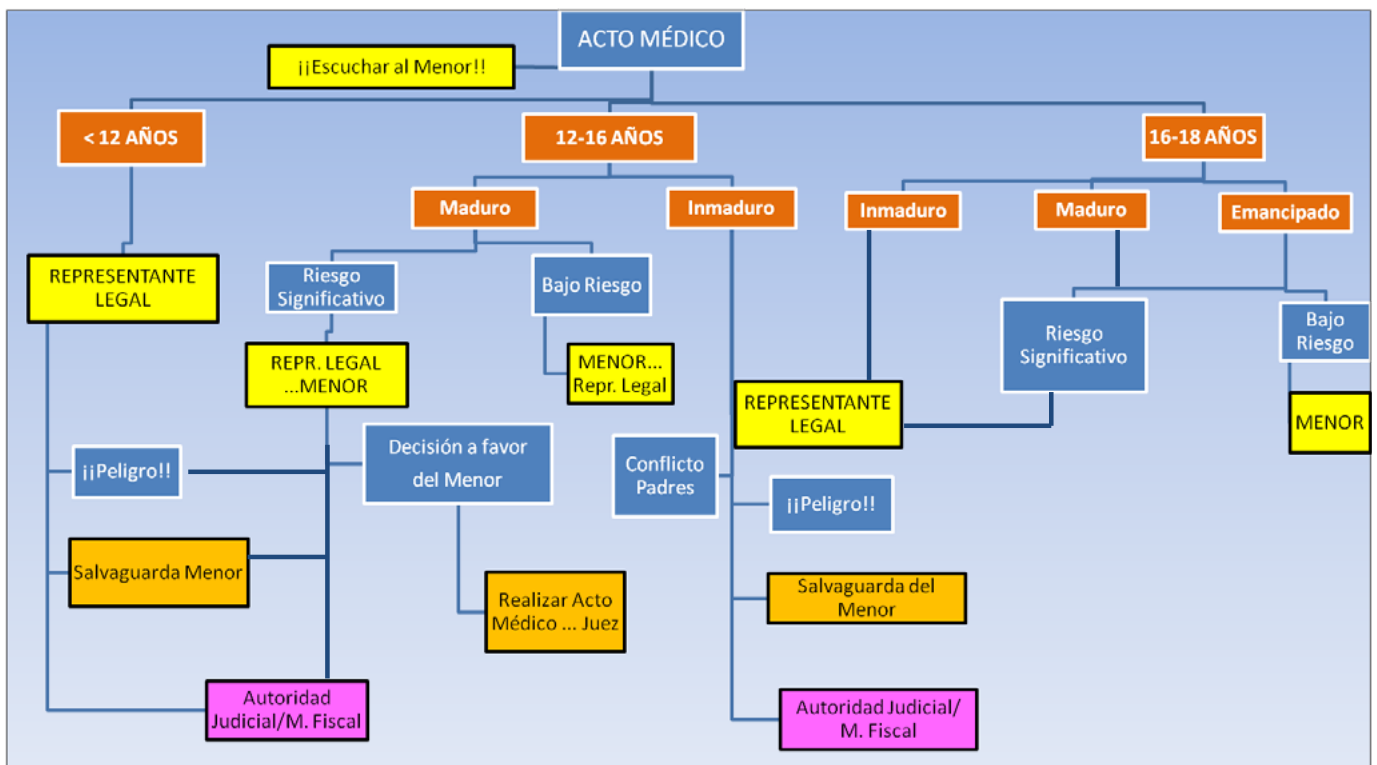 ACTO MÉDICO
¡¡Escuchar al Menor!!
< 12 AÑOS
12-16 AÑOS
16-18 AÑOS
Maduro
Inmaduro
Inmaduro
Maduro
Emancipado
REPRESENTANTE
LEGAL
Riesgo
Significativo
Bajo Riesgo
Riesgo
Significativo
Bajo
Riesgo
REPR. LEGAL
...MENOR
MENOR...
Repr. Legal
REPRESENTANTE
LEGAL
MENOR
¡¡Peligro!!
Decisión a favor
del Menor
Conflicto
Padres
¡¡Peligro!!
Salvaguarda Menor
Realizar Acto
Médico ... Juez
Salvaguarda del
Menor
Autoridad
Judicial/M. Fiscal
Autoridad Judicial/
M. Fiscal